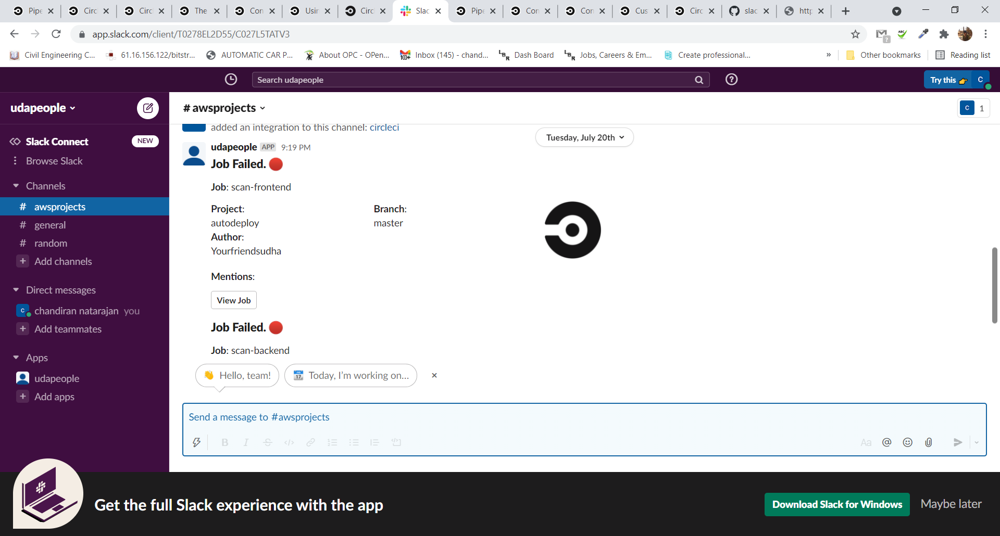 Pipe
Circ
Circ
The
Con
Usin
Circ
Slac
Pipe
Con
Con
Cus
Circ
slac
http
app.slack.com/client/T0278EL2D55/C027L5TATV3
Civil Engineering C...
61.16.156.122/bitstr...
AUTOMATIC CAR P...
About OPC - OPen...
100+
Inbox (145) - chand...
Dash Board
Jobs, Careers & Em...
Create professional...
»
Other bookmarks
Reading list
Search udapeople
Try this
C
udapeople
# awsprojects
C 1
added an integration to this channel: circleci
Tuesday, July 20th
Slack Connect
NEW
Browse Slack
Channels
# awsprojects
# general
# random
+ Add channels
Direct messages
C chandiran natarajan you
+ Add teammates
Apps
udapeople
+ Add apps
udapeople APP 9:19 PM
Job Failed.
Job: scan-frontend
Project:
autodeploy
Branch:
master
Author:
Yourfriendsudha
Mentions:
View Job
Job Failed.
Job: scan-backend
Hello, team!
17 Today, I'm working on...
Send a message to #awsprojects
B I S </>
Aa @
Get the full Slack experience with the app
Download Slack for Windows
Maybe later